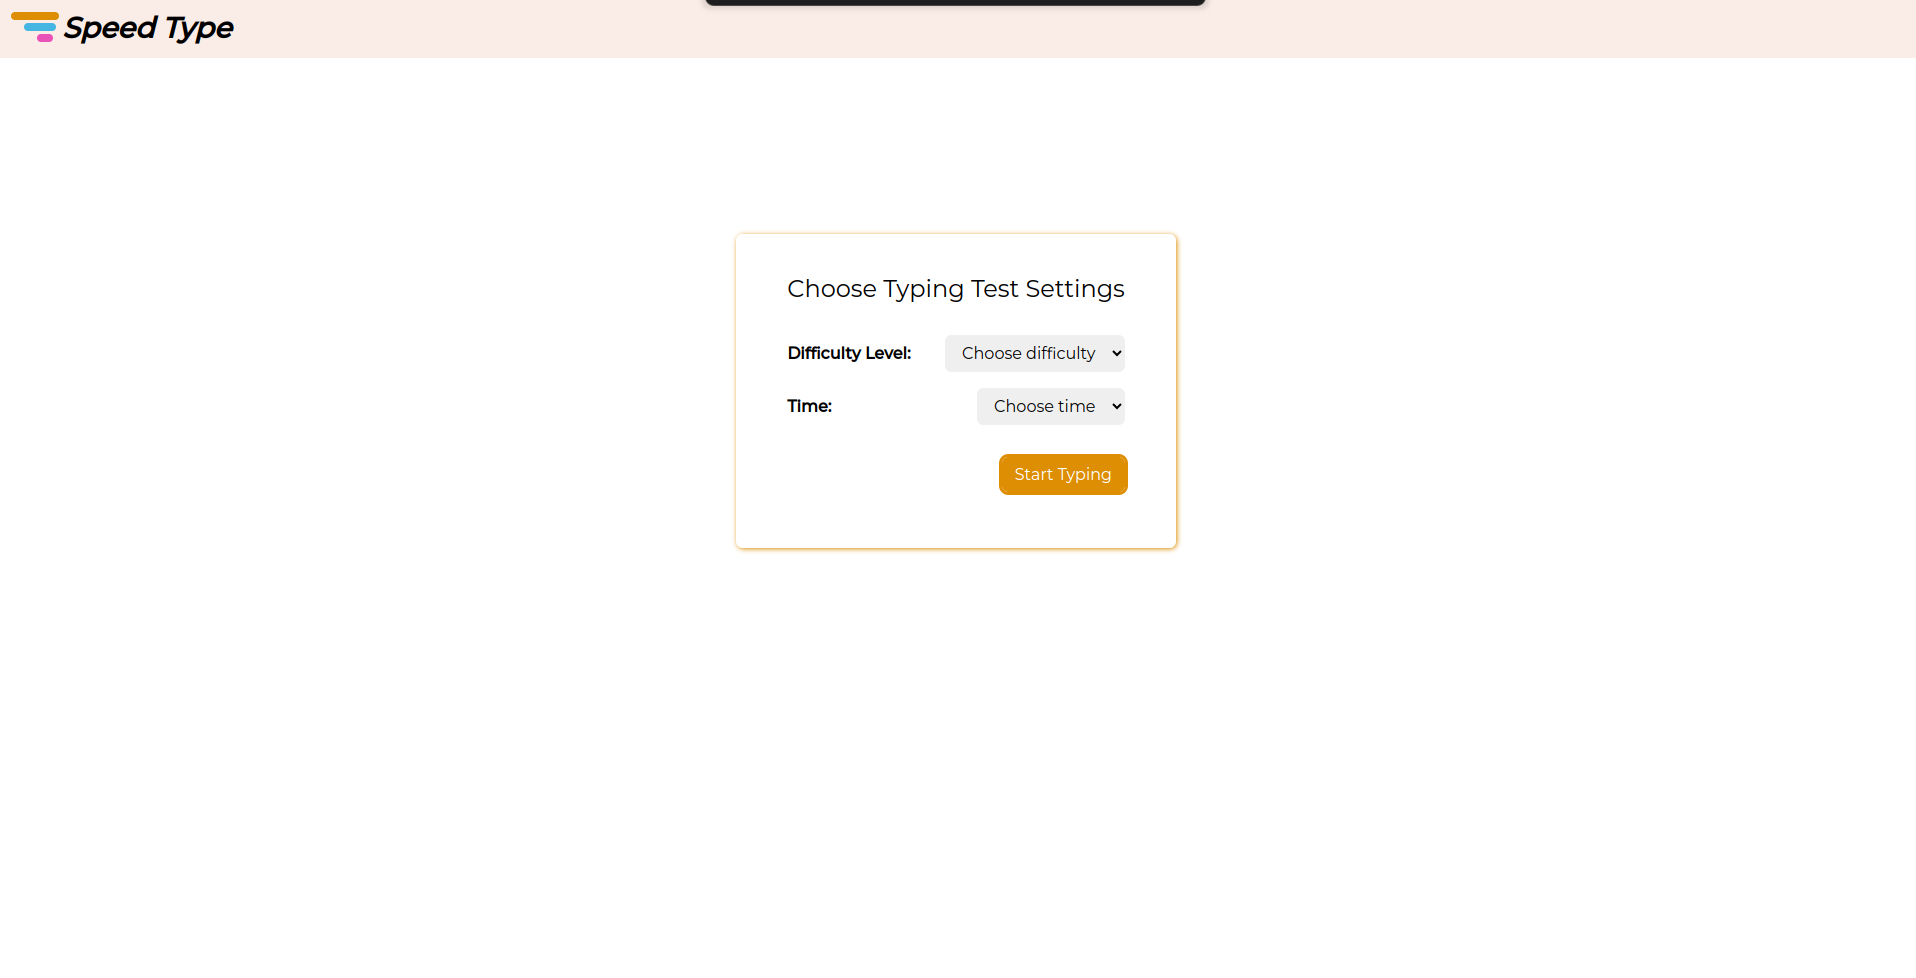 Speed Type
Choose Typing Test Settings
Difficulty Level: Choose difficulty
Time: Choose time
Start Typing